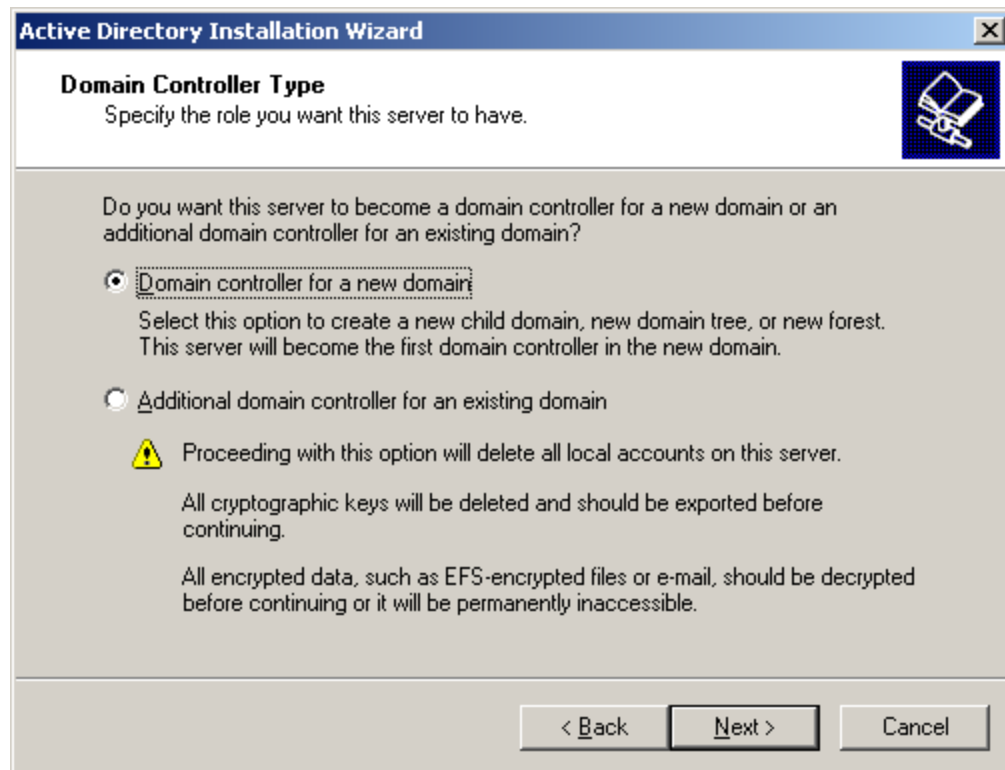 Active Directory Installation Wizard
Domain Controller Type
Specify the role you want this server to have.
Do you want this server to become a domain controller for a new domain or an
additional domain controller for an existing domain?
Domain controller for a new domain
Select this option to create a new child domain, new domain tree, or new forest.
This server will become the first domain controller in the new domain.
Additional domain controller for an existing domain
Proceeding with this option will delete all local accounts on this server.
All cryptographic keys will be deleted and should be exported before
continuing.
All encrypted data, such as EFS-encrypted files or e-mail, should be decrypted
before continuing or it will be permanently inaccessible.
< Back
Next >
Cancel